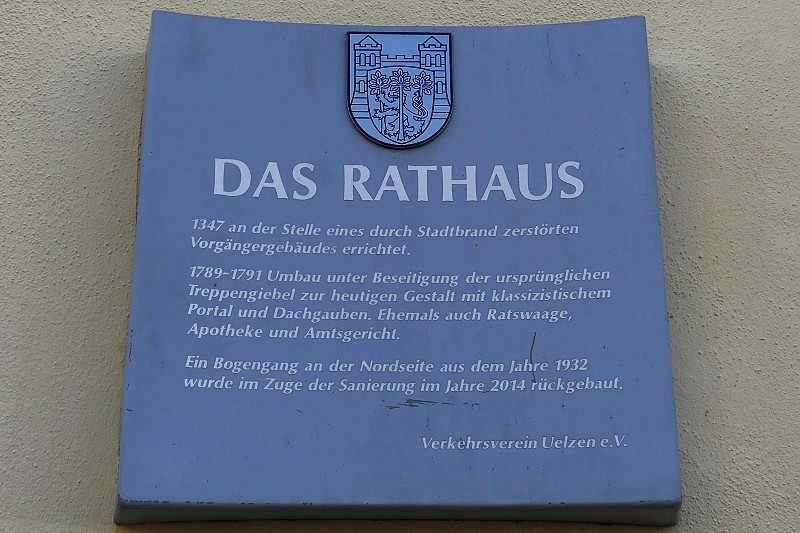 DAS RATHAUS
1347 an der Stelle eines durch Stadtbrand zerstörten
Vorgängergebäudes errichtet.
1789-1791 Umbau unter Beseitigung der ursprünglichen
Treppengiebel zur heutigen Gestalt mit klassizistischem
Portal und Dachgauben. Ehemals auch Ratswaage,
Apotheke und Amtsgericht.
Ein Bogengang an der Nordseite aus dem Jahre 1932
wurde im Zuge der Sanierung im Jahre 2014 rückgebaut.
Verkehrsverein Uelzen e.V.